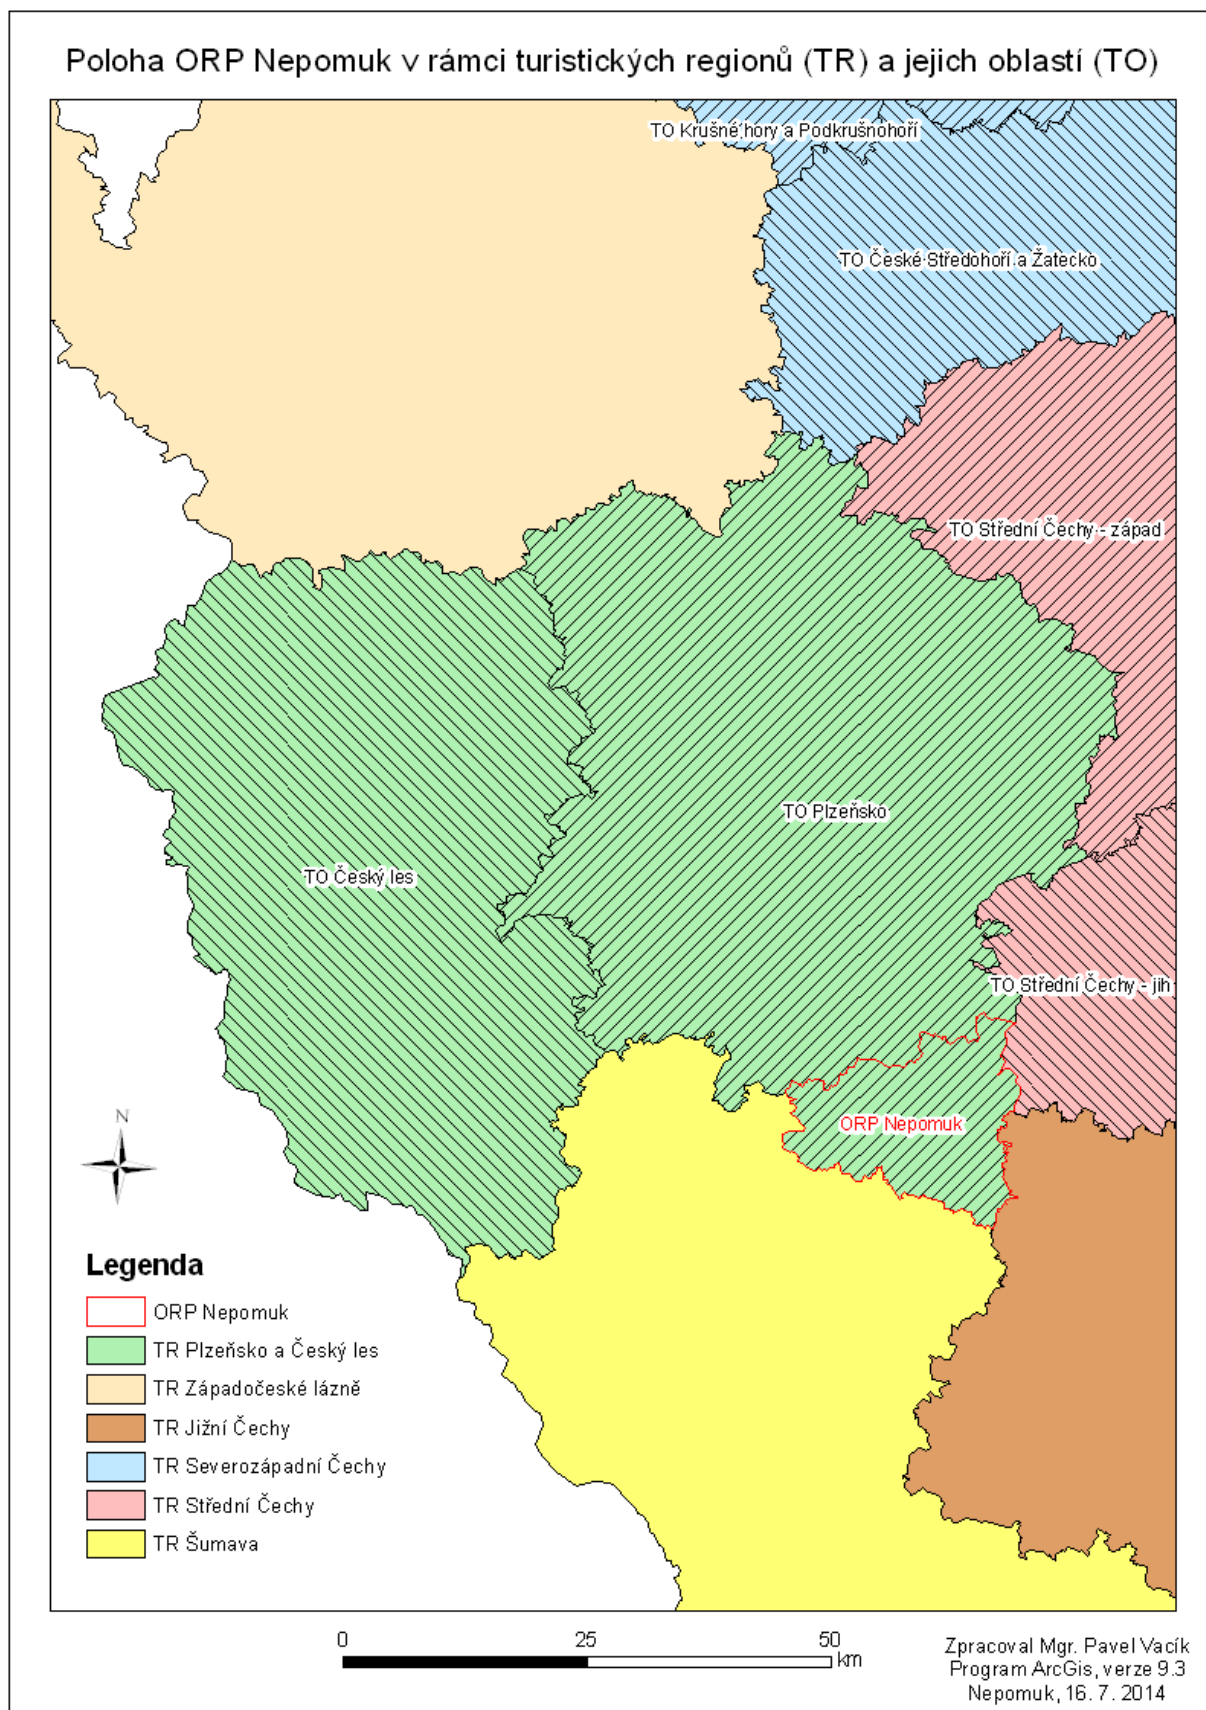 Poloha ORP Nepomuk v rámci turistických regionů (TR) a jejich oblastí (TO)
TO Krušné hory a Podkrušnohoří
TO České Středohoří a Žatecko
TO Střední Čechy - západ
TO Plzeňsko
TO Český les
TO Střední Čechy - jih
ORP Nepomuk
N
Legenda
ORP Nepomuk
TR Plzeňsko a Český les
TR Západočeské lázně
TR Jižní Čechy
TR Severozápadní Čechy
TR Střední Čechy
TR Šumava
0 25 50
km
Zpracoval Mgr. Pavel Vacík
Program ArcGis, verze 9.3
Nepomuk, 16. 7. 2014